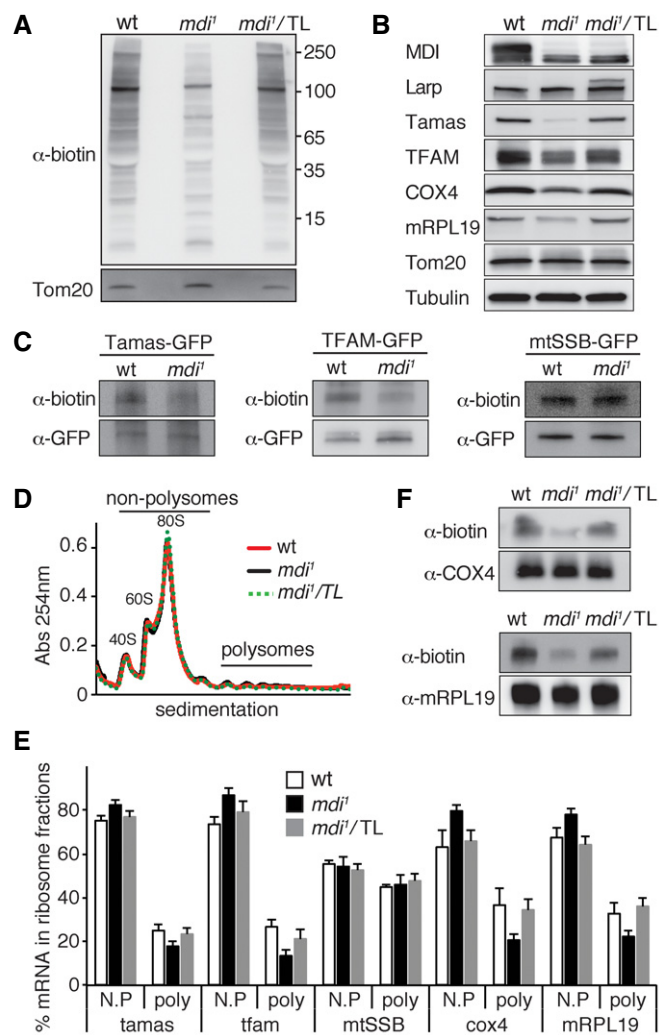 A
wt mdi¹ mdi¹/TL
250
100
65
35
15
α-biotin
Tom20
B
wt mdi¹ mdi¹/TL
MDI
Larp
Tamas
TFAM
COX4
mRPL19
Tom20
Tubulin
C
Tamas-GFP
wt mdi¹
α-biotin
α-GFP
TFAM-GFP
wt mdi¹
α-biotin
α-GFP
mtSSB-GFP
wt mdi¹
α-biotin
α-GFP
D
non-polysomes
80S
60S
40S
polysomes
wt
mdi¹
mdi¹/TL
Abs 254nm
0.6
0.4
0.2
0
sedimentation
F
wt mdi¹ mdi¹/TL
α-biotin
α-COX4
α-biotin
α-mRPL19
E
% mRNA in ribosome fractions
80
60
40
20
0
wt
mdi¹
mdi¹/TL
N.P poly N.P poly N.P poly N.P poly N.P poly
tamas tfam mtSSB cox4 mRPL19